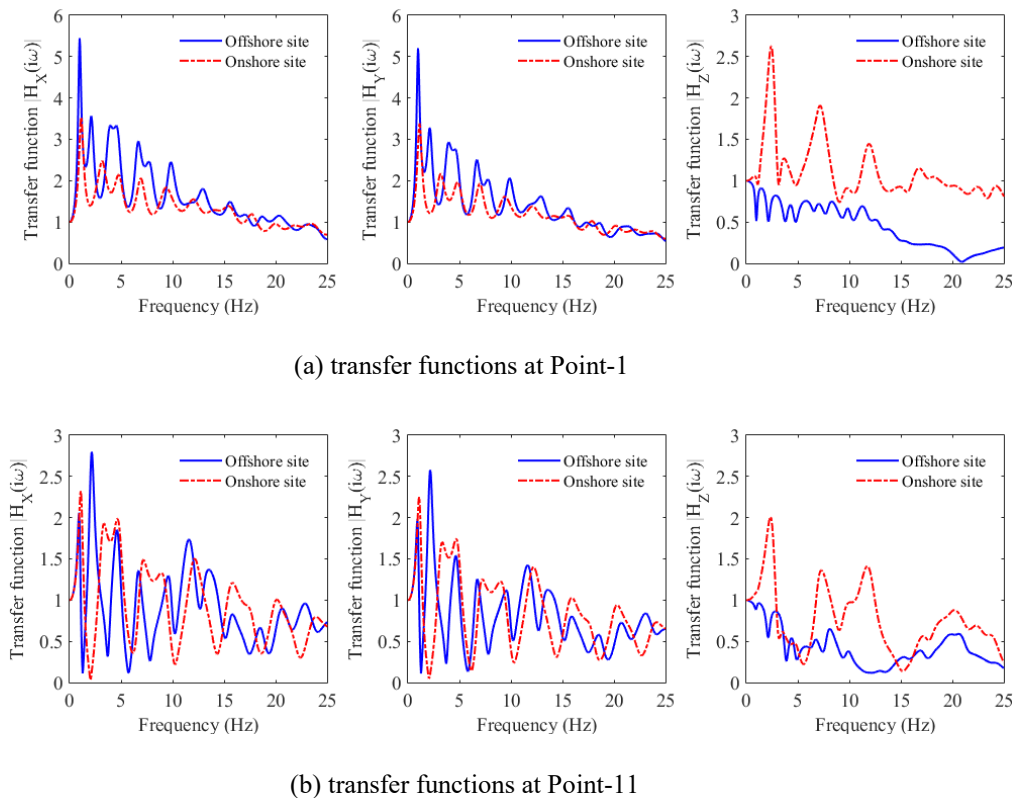 6
5
4
3
2
1
0
0 5 10 15 20 25
Frequency (Hz)
Transfer function |H_X(iω)|
Offshore site
Onshore site
6
5
4
3
2
1
0
0 5 10 15 20 25
Frequency (Hz)
Transfer function |H_Y(iω)|
Offshore site
Onshore site
3
2.5
2
1.5
1
0.5
0
0 5 10 15 20 25
Frequency (Hz)
Transfer function |H_Z(iω)|
Offshore site
Onshore site
(a) transfer functions at Point-1
3
2.5
2
1.5
1
0.5
0
0 5 10 15 20 25
Frequency (Hz)
Transfer function |H_X(iω)|
Offshore site
Onshore site
3
2.5
2
1.5
1
0.5
0
0 5 10 15 20 25
Frequency (Hz)
Transfer function |H_Y(iω)|
Offshore site
Onshore site
3
2.5
2
1.5
1
0.5
0
0 5 10 15 20 25
Frequency (Hz)
Transfer function |H_Z(iω)|
Offshore site
Onshore site
(b) transfer functions at Point-11